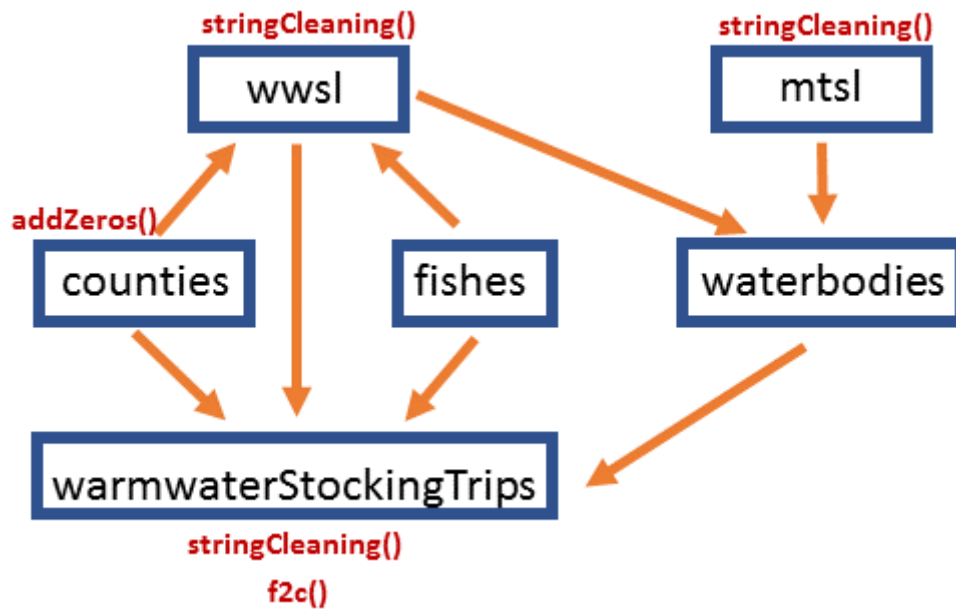 stringCleaning()
stringCleaning()
wwsl
mtsl
addZeros()
counties
fishes
waterbodies
warmwaterStockingTrips
stringCleaning()
f2c()